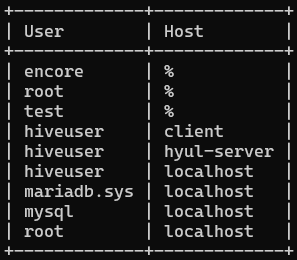 +-------------+-------------+
| User        | Host        |
+-------------+-------------+
| encore      | %           |
| root        | %           |
| test        | %           |
| hiveuser    | client      |
| hiveuser    | hyul-server |
| hiveuser    | localhost   |
| mariadb.sys | localhost   |
| mysql       | localhost   |
| root        | localhost   |
+-------------+-------------+